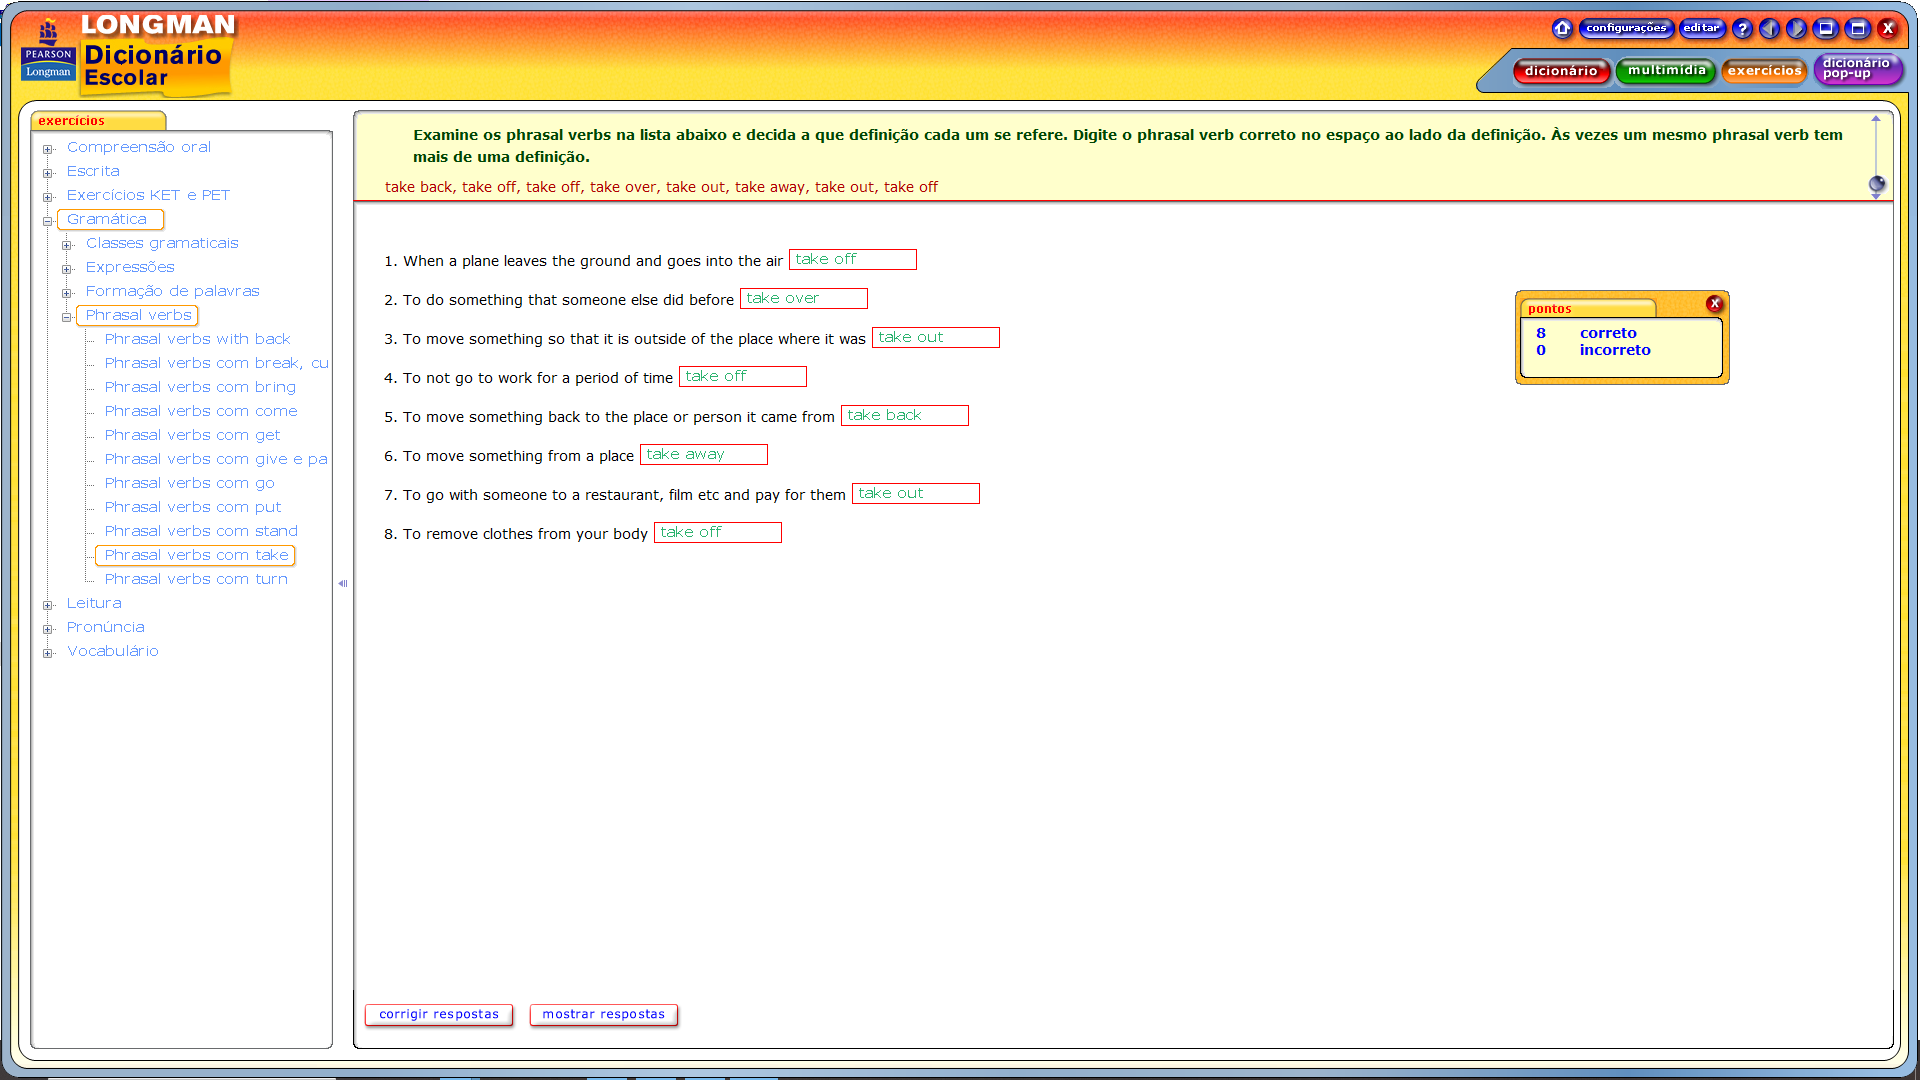 LONGMAN
Dicionário
Escolar
PEARSON
Longman
configurações
editar
?
X
dicionário
multimídia
exercícios
dicionário
pop-up
exercícios
Compreensão oral
Escrita
Exercícios KET e PET
Gramática
Classes gramaticais
Expressões
Formação de palavras
Phrasal verbs
Phrasal verbs with back
Phrasal verbs com break, cu
Phrasal verbs com bring
Phrasal verbs com come
Phrasal verbs com get
Phrasal verbs com give e pa
Phrasal verbs com go
Phrasal verbs com put
Phrasal verbs com stand
Phrasal verbs com take
Phrasal verbs com turn
Leitura
Pronúncia
Vocabulário
Examine os phrasal verbs na lista abaixo e decida a que definição cada um se refere. Digite o phrasal verb correto no espaço ao lado da definição. Às vezes um mesmo phrasal verb tem
mais de uma definição.
take back, take off, take off, take over, take out, take away, take out, take off
1. When a plane leaves the ground and goes into the air take off
2. To do something that someone else did before take over
3. To move something so that it is outside of the place where it was take out
4. To not go to work for a period of time take off
5. To move something back to the place or person it came from take back
6. To move something from a place take away
7. To go with someone to a restaurant, film etc and pay for them take out
8. To remove clothes from your body take off
pontos
X
8 correto
0 incorreto
corrigir respostas
mostrar respostas